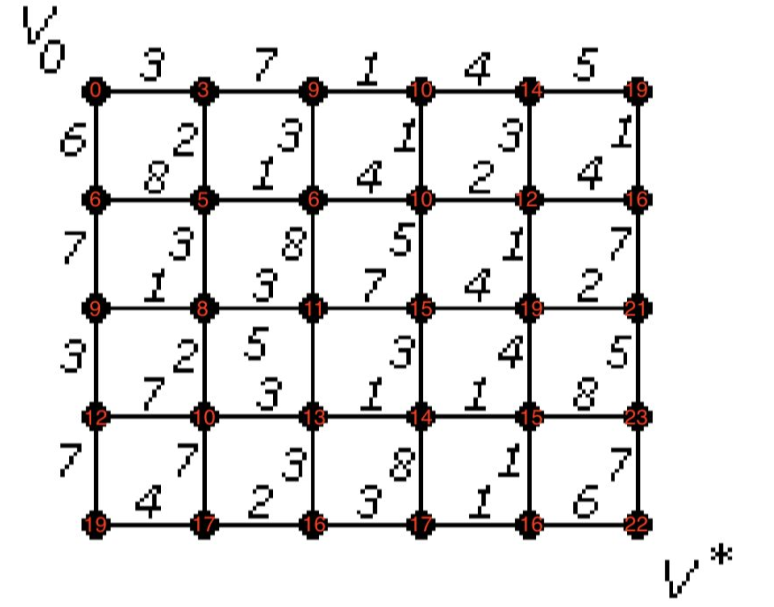 V0
3 7 1 4 5
0 3 9 10 14 19
6 2 3 1 3 1
8 1 4 2 4
6 5 6 10 12 16
7 3 8 5 1 7
1 3 7 4 2
9 8 11 15 19 21
3 2 5 3 4 5
7 3 1 1 8
12 10 13 14 15 23
7 7 3 8 1 7
4 2 3 1 6
19 17 16 17 16 22
V*